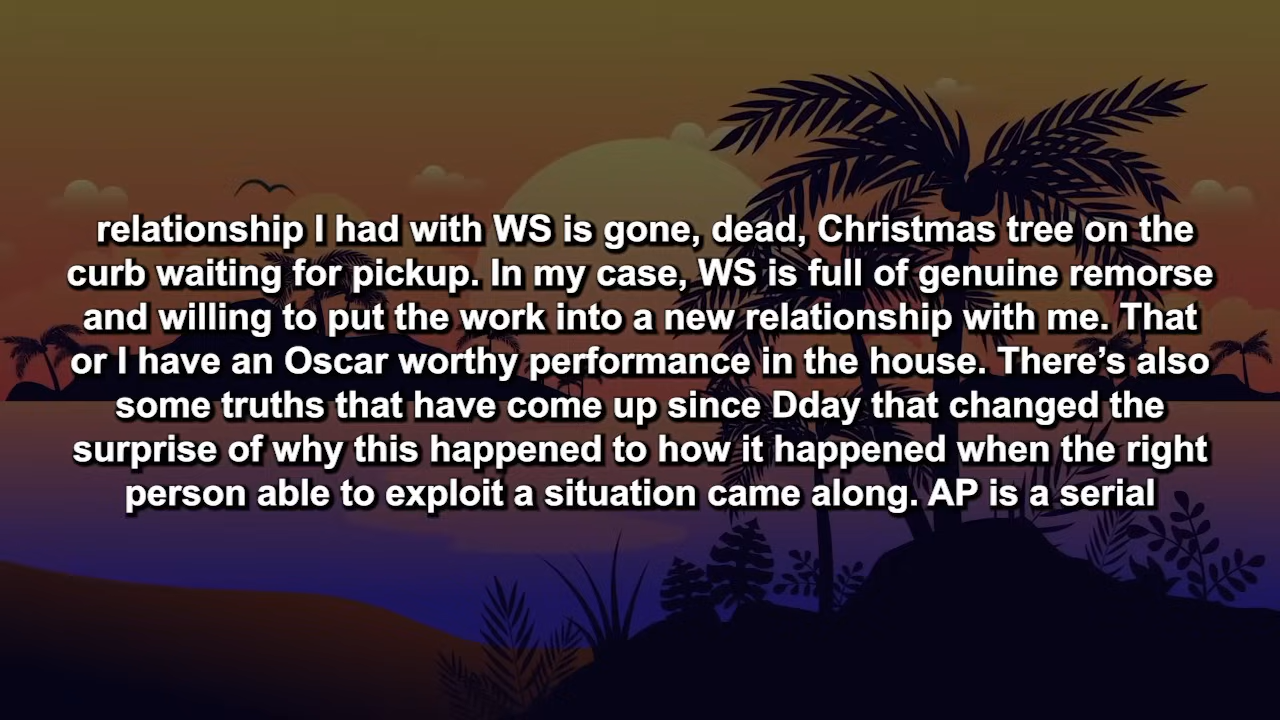 relationship I had with WS is gone, dead, Christmas tree on the
curb waiting for pickup. In my case, WS is full of genuine remorse
and willing to put the work into a new relationship with me. That
or I have an Oscar worthy performance in the house. There’s also
some truths that have come up since Dday that changed the
surprise of why this happened to how it happened when the right
person able to exploit a situation came along. AP is a serial